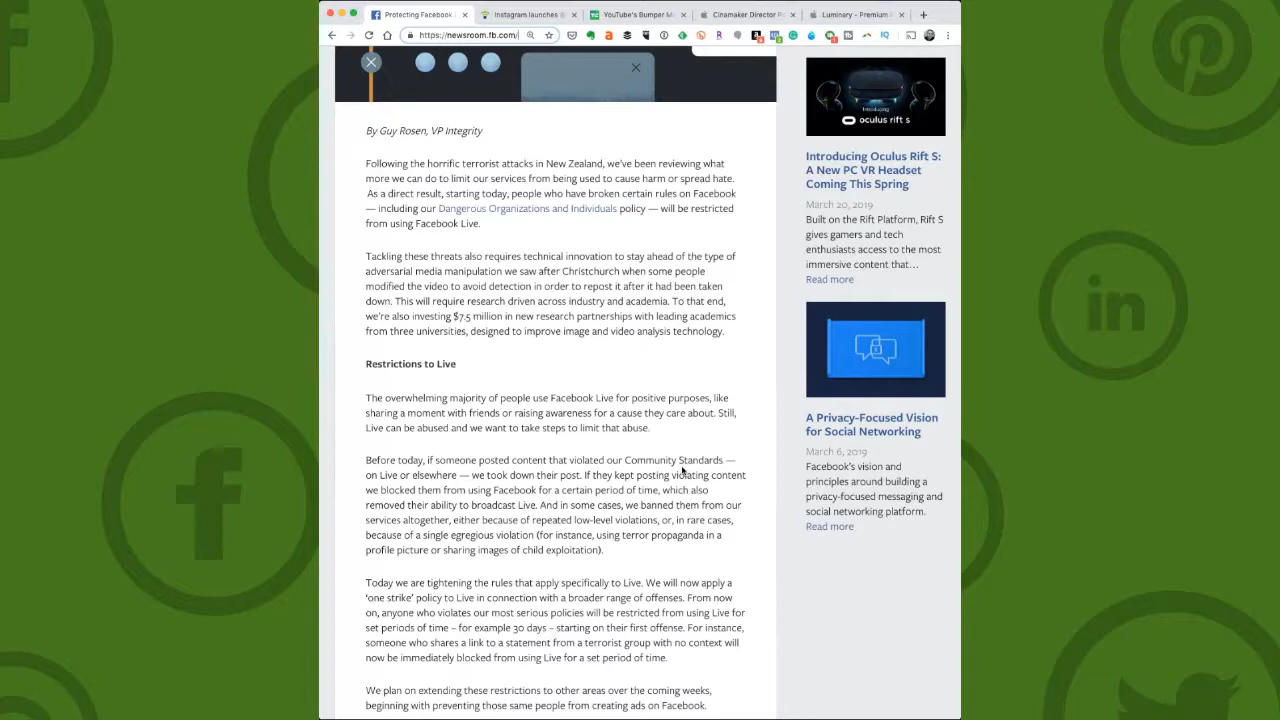 Protecting Facebook
Instagram launches
YouTube's Bumper M
Cinamaker Director P
Luminary – Premium
https://newsroom.fb.com/
By Guy Rosen, VP Integrity
Following the horrific terrorist attacks in New Zealand, we've been reviewing what
more we can do to limit our services from being used to cause harm or spread hate.
As a direct result, starting today, people who have broken certain rules on Facebook
— including our Dangerous Organizations and Individuals policy — will be restricted
from using Facebook Live.
Tackling these threats also requires technical innovation to stay ahead of the type of
adversarial media manipulation we saw after Christchurch when some people
modified the video to avoid detection in order to repost it after it had been taken
down. This will require research driven across industry and academia. To that end,
we're also investing $7.5 million in new research partnerships with leading academics
from three universities, designed to improve image and video analysis technology.
Restrictions to Live
The overwhelming majority of people use Facebook Live for positive purposes, like
sharing a moment with friends or raising awareness for a cause they care about. Still,
Live can be abused and we want to take steps to limit that abuse.
Before today, if someone posted content that violated our Community Standards —
on Live or elsewhere — we took down their post. If they kept posting violating content
we blocked them from using Facebook for a certain period of time, which also
removed their ability to broadcast Live. And in some cases, we banned them from our
services altogether, either because of repeated low-level violations, or, in rare cases,
because of a single egregious violation (for instance, using terror propaganda in a
profile picture or sharing images of child exploitation).
Today we are tightening the rules that apply specifically to Live. We will now apply a
'one strike' policy to Live in connection with a broader range of offenses. From now
on, anyone who violates our most serious policies will be restricted from using Live for
set periods of time – for example 30 days – starting on their first offense. For instance,
someone who shares a link to a statement from a terrorist group with no context will
now be immediately blocked from using Live for a set period of time.
We plan on extending these restrictions to other areas over the coming weeks,
beginning with preventing those same people from creating ads on Facebook.
Introducing
oculus rift s
Introducing Oculus Rift S:
A New PC VR Headset
Coming This Spring
March 20, 2019
Built on the Rift Platform, Rift S
gives gamers and tech
enthusiasts access to the most
immersive content that…
Read more
A Privacy-Focused Vision
for Social Networking
March 6, 2019
Facebook's vision and
principles around building a
privacy-focused messaging and
social networking platform.
Read more
in